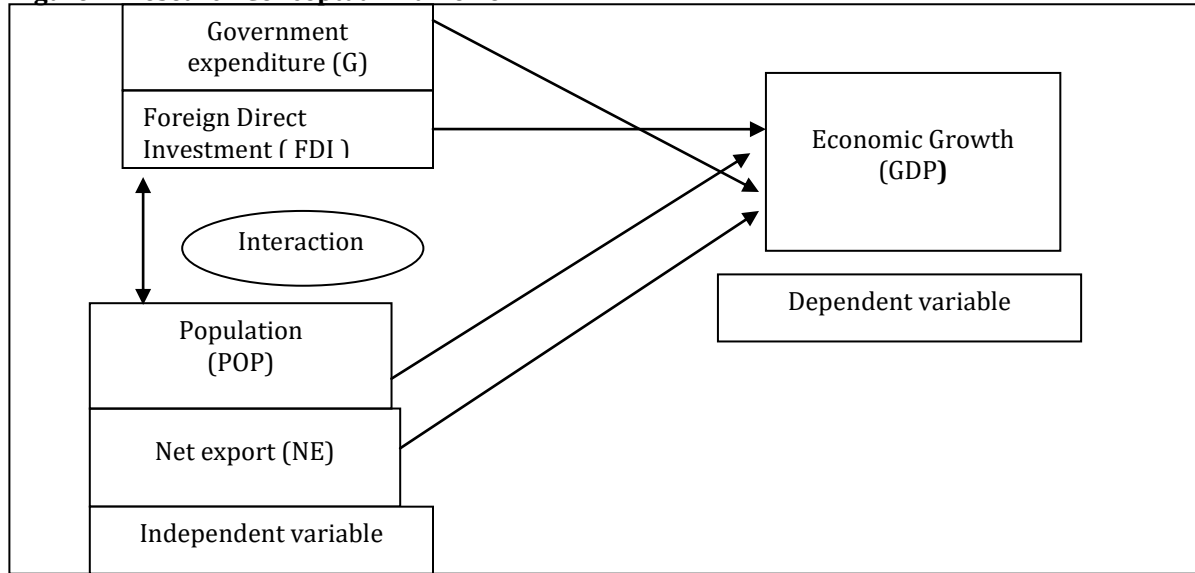 Government
expenditure (G)
Foreign Direct
Investment ( FDI )
Interaction
Population
(POP)
Net export (NE)
Independent variable
Economic Growth
(GDP)
Dependent variable